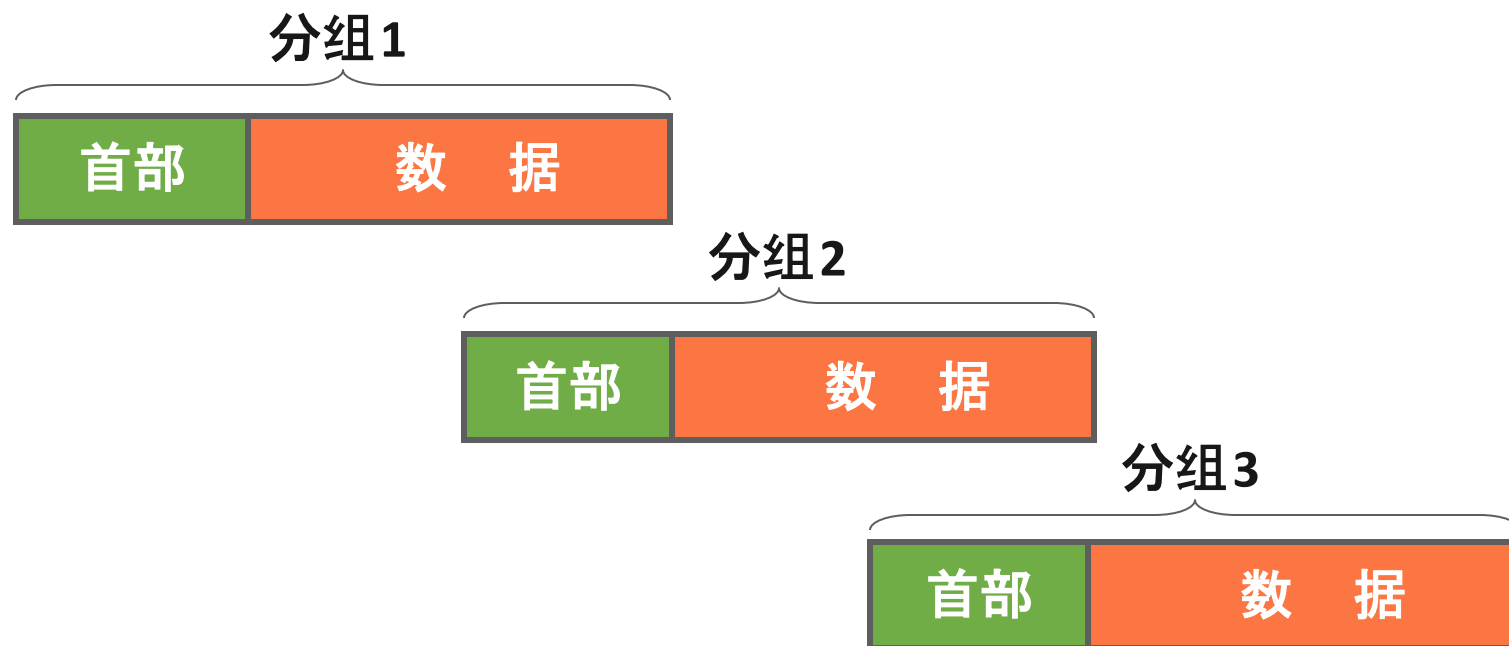 分组1
首部 数 据
分组2
首部 数 据
分组3
首部 数 据